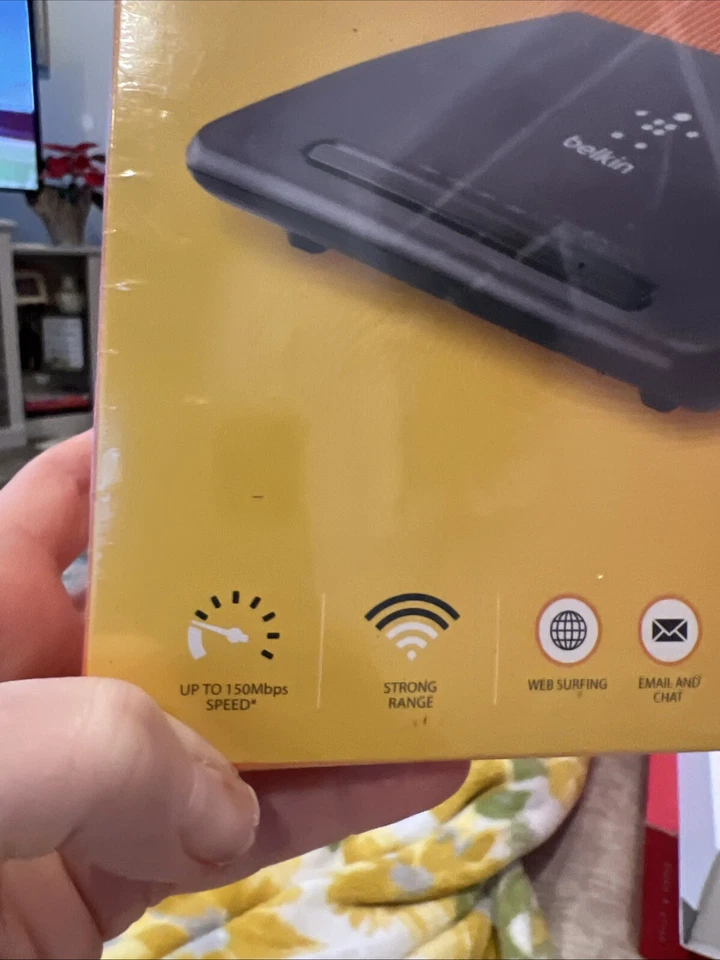 belkin
UP TO 150Mbps
SPEED*
STRONG
RANGE
WEB SURFING
EMAIL AND
CHAT